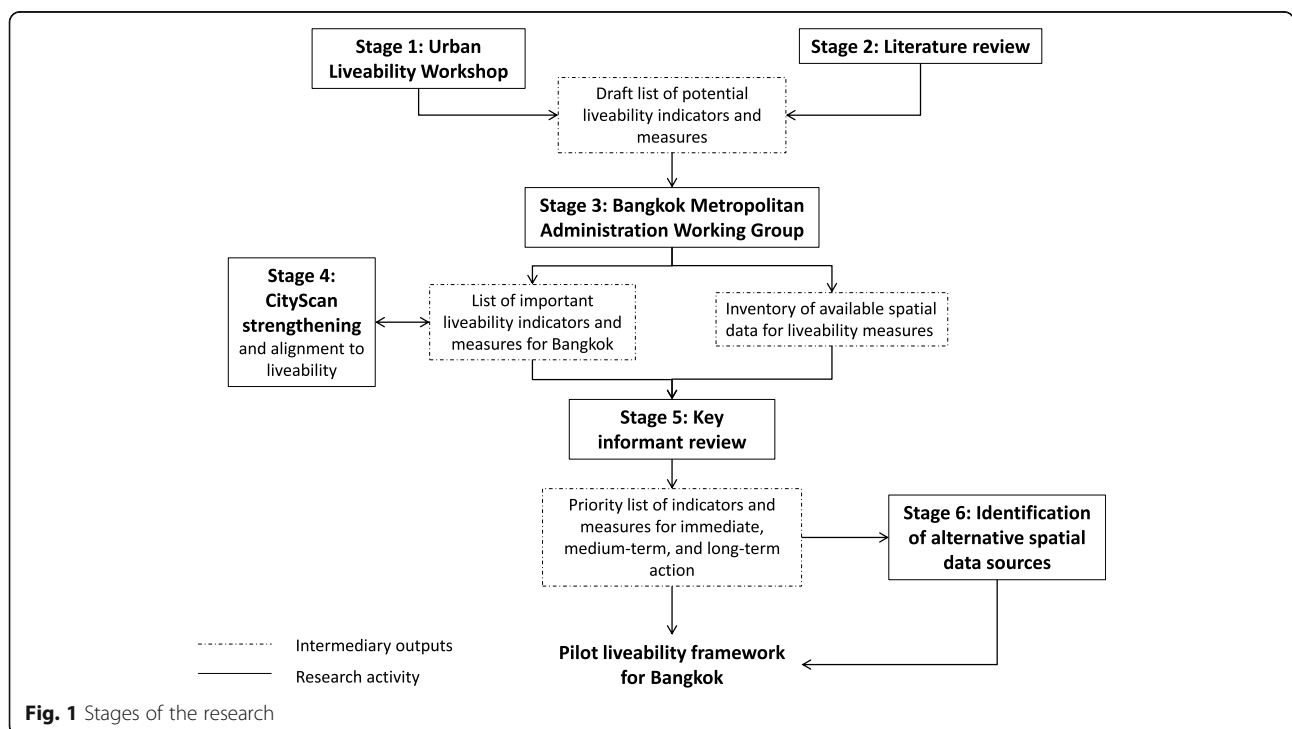 Stage 1: Urban
Liveability Workshop
Stage 2: Literature review
Draft list of potential
liveability indicators and
measures
Stage 3: Bangkok Metropolitan
Administration Working Group
Stage 4:
CityScan
strengthening
and alignment to
liveability
List of important
liveability indicators and
measures for Bangkok
Inventory of available spatial
data for liveability measures
Stage 5: Key
informant review
Priority list of indicators and
measures for immediate,
medium-term, and long-term
action
Stage 6: Identification
of alternative spatial
data sources
Pilot liveability framework
for Bangkok
Intermediary outputs
Research activity
Fig. 1 Stages of the research